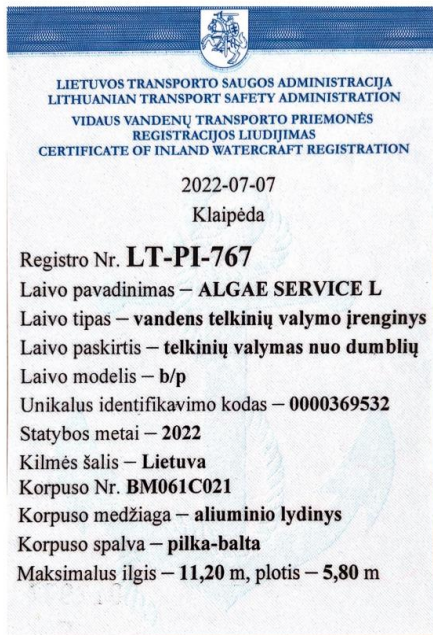 LIETUVOS TRANSPORTO SAUGOS ADMINISTRACIJA
LITHUANIAN TRANSPORT SAFETY ADMINISTRATION
VIDAUS VANDENŲ TRANSPORTO PRIEMONĖS
REGISTRACIJOS LIUDIJIMAS
CERTIFICATE OF INLAND WATERCRAFT REGISTRATION
2022-07-07
Klaipėda
Registro Nr. LT-PI-767
Laivo pavadinimas – ALGAE SERVICE L
Laivo tipas – vandens telkinių valymo įrenginys
Laivo paskirtis – telkinių valymas nuo dumblių
Laivo modelis – b/p
Unikalus identifikavimo kodas – 0000369532
Statybos metai – 2022
Kilmės šalis – Lietuva
Korpuso Nr. BM061C021
Korpuso medžiaga – aliuminio lydinys
Korpuso spalva – pilka-balta
Maksimalus ilgis – 11,20 m, plotis – 5,80 m